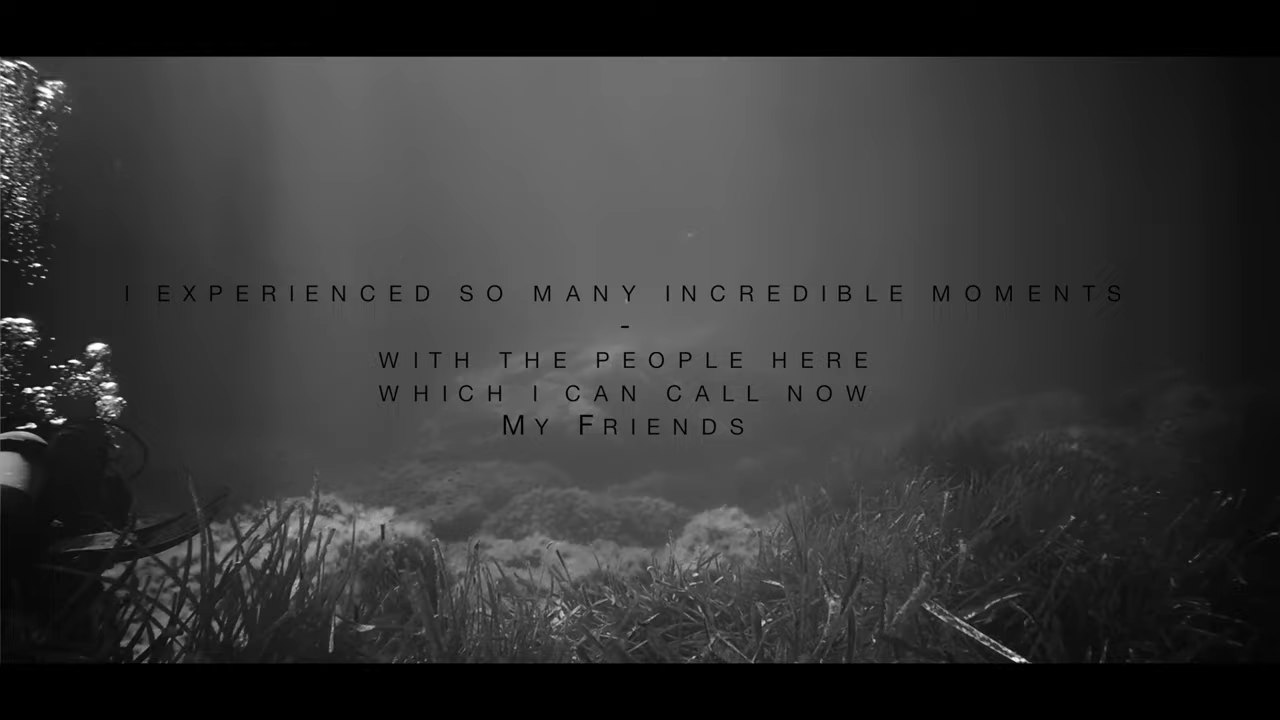 I EXPERIENCED SO MANY INCREDIBLE MOMENTS
-
WITH THE PEOPLE HERE
WHICH I CAN CALL NOW
MY FRIENDS